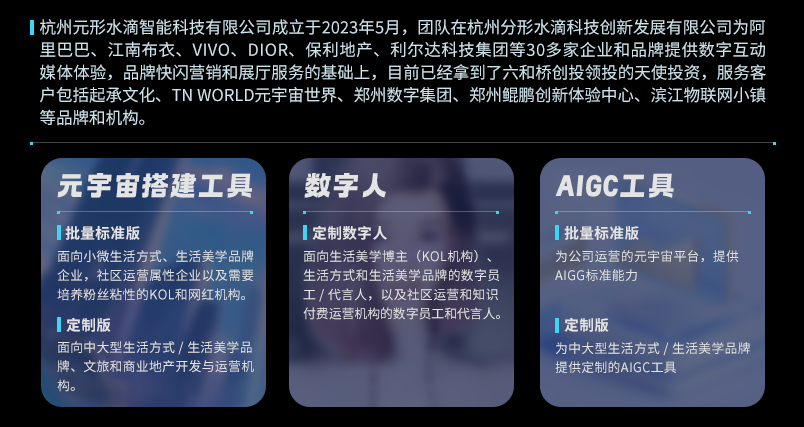 杭州元形水滴智能科技有限公司成立于2023年5月，团队在杭州分形水滴科技创新发展有限公司为阿
里巴巴、江南布衣、VIVO、DIOR、保利地产、利尔达科技集团等30多家企业和品牌提供数字互动
媒体体验，品牌快闪营销和展厅服务的基础上，目前已经拿到了六和桥创投领投的天使投资，服务客
户包括起承文化、TN WORLD元宇宙世界、郑州数字集团、郑州鲲鹏创新体验中心、滨江物联网小镇
等品牌和机构。
元宇宙搭建工具
批量标准版
面向小微生活方式、生活美学品牌
企业，社区运营属性企业以及需要
培养粉丝粘性的KOL和网红机构。
定制版
面向中大型生活方式 / 生活美学品
牌、文旅和商业地产开发与运营机
构。
数字人
定制数字人
面向生活美学博主（KOL机构）、
生活方式和生活美学品牌的数字员
工 / 代言人，以及社区运营和知识
付费运营机构的数字员工和代言人。
AIGC工具
批量标准版
为公司运营的元宇宙平台，提供
AIGG标准能力
定制版
为中大型生活方式 / 生活美学品牌
提供定制的AIGC工具